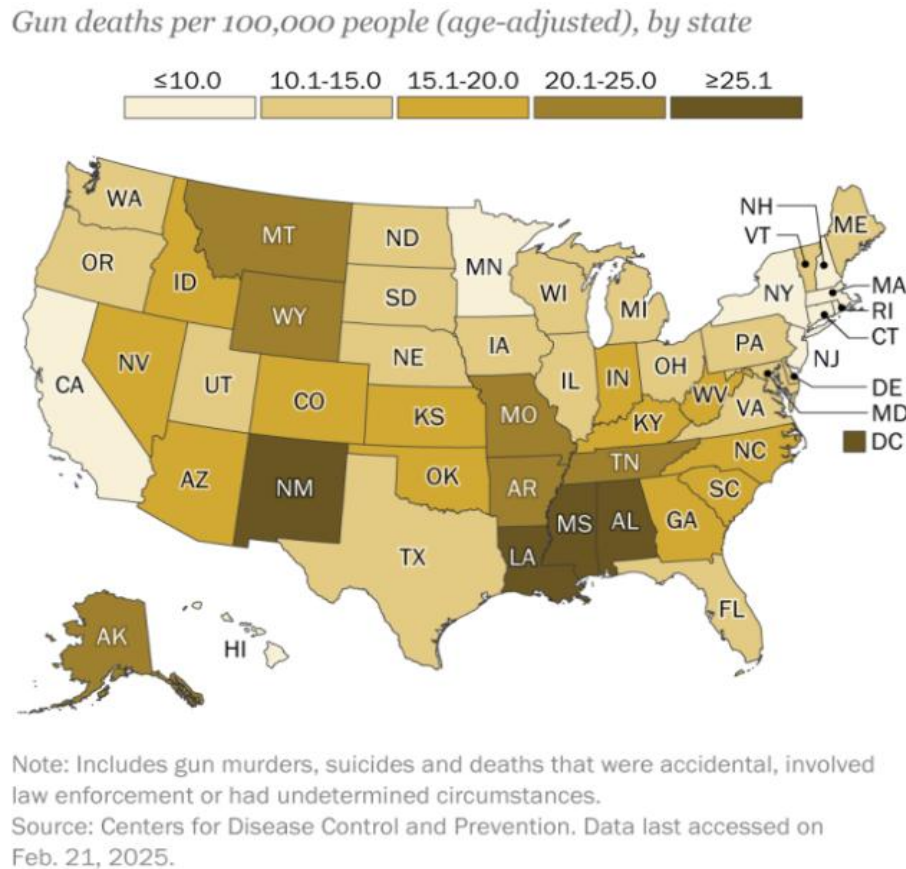 Gun deaths per 100,000 people (age-adjusted), by state
≤10.0 10.1-15.0 15.1-20.0 20.1-25.0 ≥25.1
WA
MT
ND
MN
NH
VT
ME
OR
ID
SD
WI
MI
NY
MA
RI
CT
WY
NE
IA
PA
NJ
NV
UT
CO
IL
IN
OH
DE
CA
KS
MO
KY
WV
VA
MD
DC
AZ
NM
OK
AR
TN
NC
SC
TX
LA
MS
AL
GA
FL
AK
HI
Note: Includes gun murders, suicides and deaths that were accidental, involved
law enforcement or had undetermined circumstances.
Source: Centers for Disease Control and Prevention. Data last accessed on
Feb. 21, 2025.